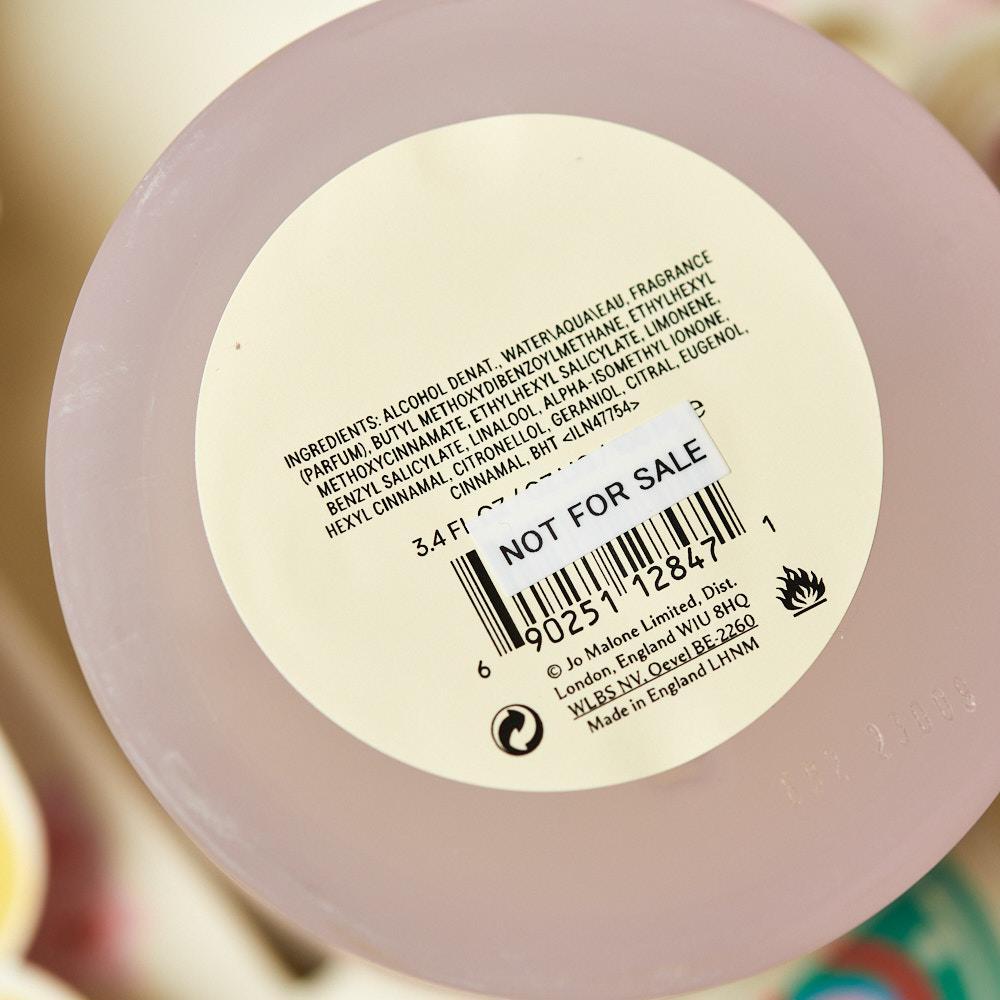 INGREDIENTS: ALCOHOL DENAT., WATER\AQUA\EAU, FRAGRANCE
(PARFUM), BUTYL METHOXYDIBENZOYLMETHANE, ETHYLHEXYL
METHOXYCINNAMATE, ETHYLHEXYL SALICYLATE, LIMONENE,
BENZYL SALICYLATE, LINALOOL, ALPHA-ISOMETHYL IONONE,
HEXYL CINNAMAL, CITRONELLOL, GERANIOL, CITRAL, EUGENOL,
CINNAMAL, BHT <ILN47754>
3.4 FL e
NOT FOR SALE
6 90251 12847 1
© Jo Malone Limited, Dist.
London, England W1U 8HQ
WLBS NV, Oevel BE-2260
Made in England LHNM